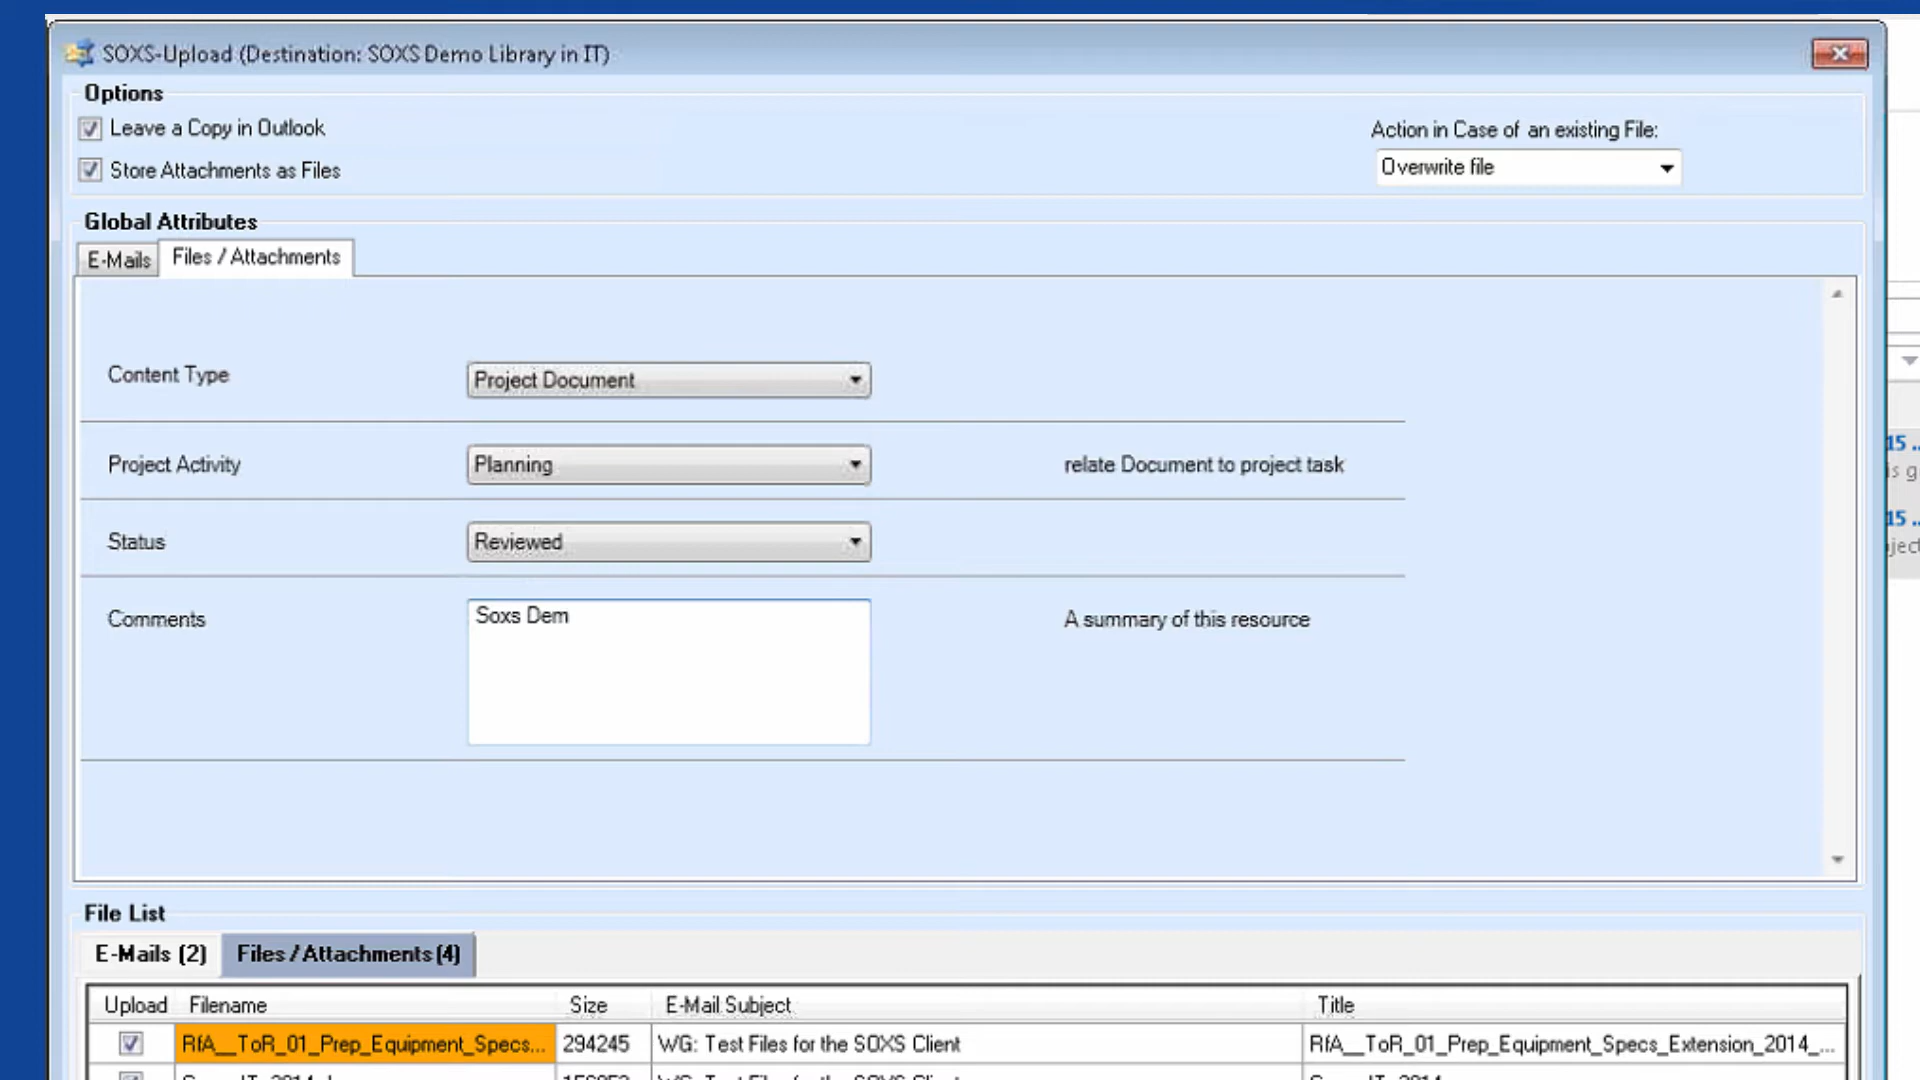 SOXS-Upload (Destination: SOXS Demo Library in IT)
Options
Leave a Copy in Outlook
Store Attachments as Files
Action in Case of an existing File:
Overwrite file
Global Attributes
E-Mails
Files / Attachments
Content Type
Project Document
Project Activity
Planning
relate Document to project task
Status
Reviewed
Comments
Soxs Dem
A summary of this resource
15 ..
is g
15 ..
File List
E-Mails (2)
Files / Attachments (4)
Upload Filename Size E-Mail Subject Title
RfA__ToR_01_Prep_Equipment_Specs... 294245 WG: Test Files for the SOXS Client RfA__ToR_01_Prep_Equipment_Specs_Extension_2014_...